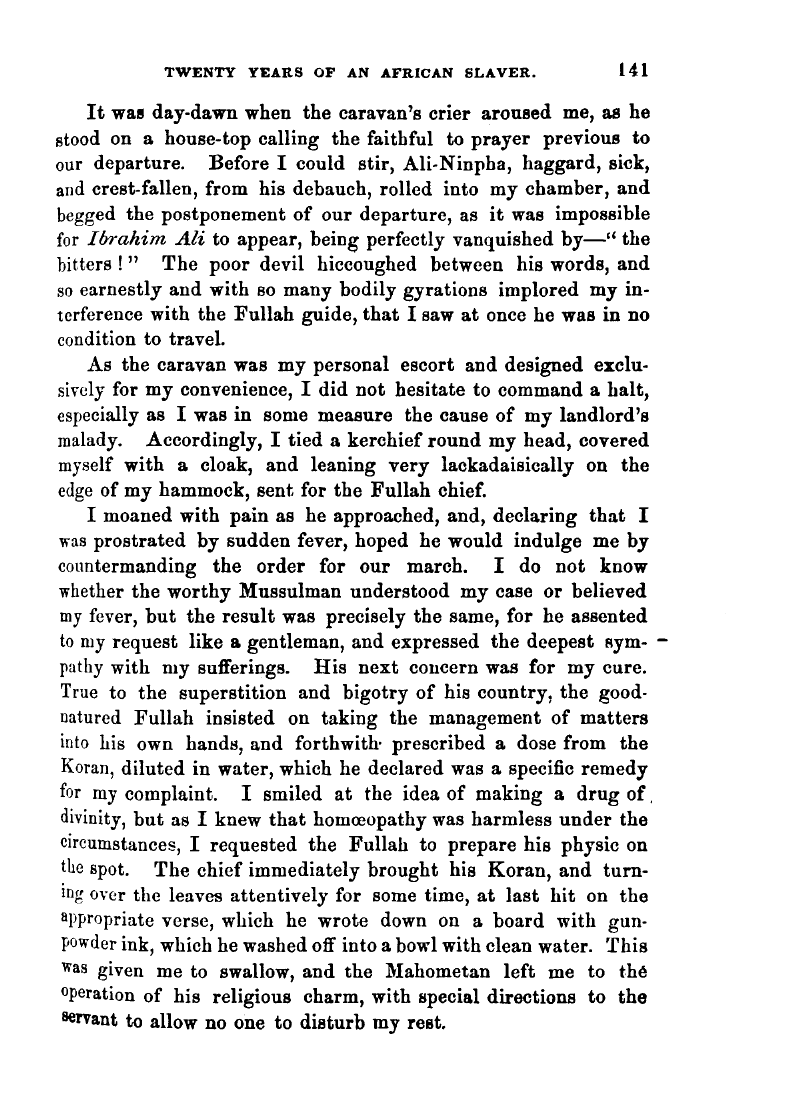 TWENTY YEARS OF AN AFRICAN SLAVER. 141
It was day-dawn when the caravan's crier aroused me, as he
stood on a house-top calling the faithful to prayer previous to
our departure. Before I could stir, Ali-Ninpha, haggard, sick,
and crest-fallen, from his debauch, rolled into my chamber, and
begged the postponement of our departure, as it was impossible
for Ibrahim Ali to appear, being perfectly vanquished by—“ the
bitters ! ” The poor devil hiccoughed between his words, and
so earnestly and with so many bodily gyrations implored my in-
terference with the Fullah guide, that I saw at once he was in no
condition to travel.
As the caravan was my personal escort and designed exclu-
sively for my convenience, I did not hesitate to command a halt,
especially as I was in some measure the cause of my landlord's
malady. Accordingly, I tied a kerchief round my head, covered
myself with a cloak, and leaning very lackadaisically on the
edge of my hammock, sent for the Fullah chief.
I moaned with pain as he approached, and, declaring that I
was prostrated by sudden fever, hoped he would indulge me by
countermanding the order for our march. I do not know
whether the worthy Mussulman understood my case or believed
my fever, but the result was precisely the same, for he assented
to my request like a gentleman, and expressed the deepest sym-
pathy with my sufferings. His next concern was for my cure.
True to the superstition and bigotry of his country, the good-
natured Fullah insisted on taking the management of matters
into his own hands, and forthwith prescribed a dose from the
Koran, diluted in water, which he declared was a specific remedy
for my complaint. I smiled at the idea of making a drug of
divinity, but as I knew that homœopathy was harmless under the
circumstances, I requested the Fullah to prepare his physic on
the spot. The chief immediately brought his Koran, and turn-
ing over the leaves attentively for some time, at last hit on the
appropriate verse, which he wrote down on a board with gun-
powder ink, which he washed off into a bowl with clean water. This
was given me to swallow, and the Mahometan left me to the
operation of his religious charm, with special directions to the
servant to allow no one to disturb my rest.